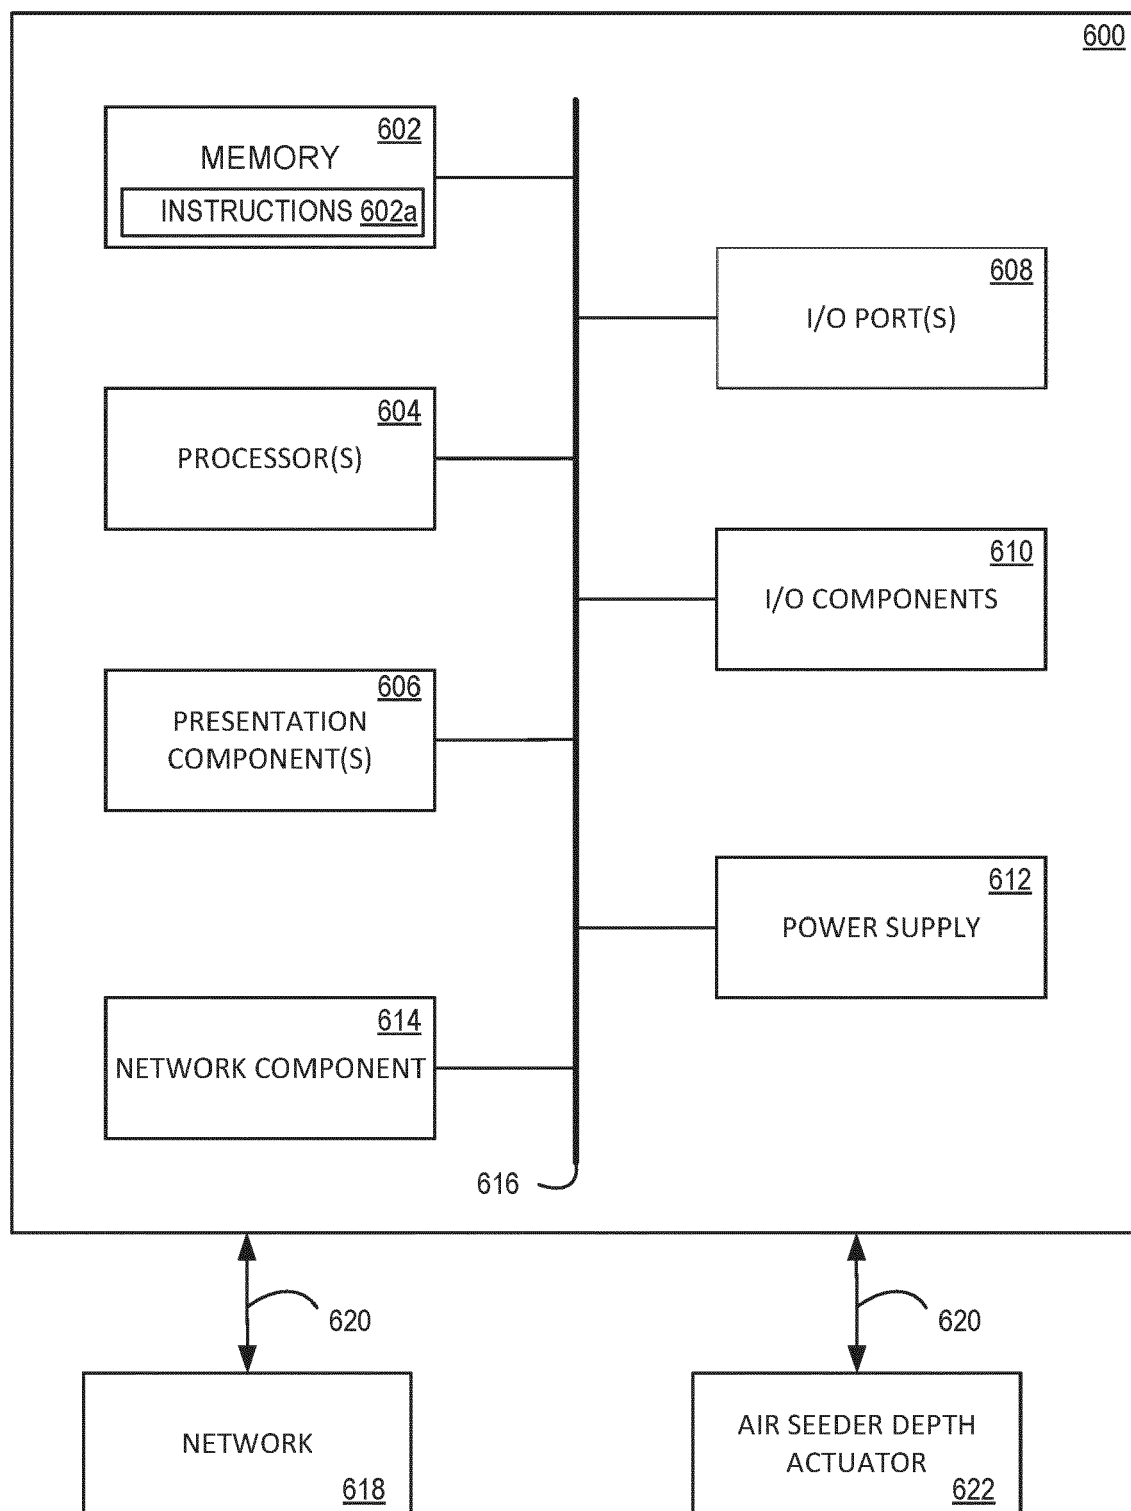 600
602
MEMORY
INSTRUCTIONS 602a
608
I/O PORT(S)
604
PROCESSOR(S)
610
I/O COMPONENTS
606
PRESENTATION
COMPONENT(S)
612
POWER SUPPLY
614
NETWORK COMPONENT
616
620
620
NETWORK
618
AIR SEEDER DEPTH
ACTUATOR
622